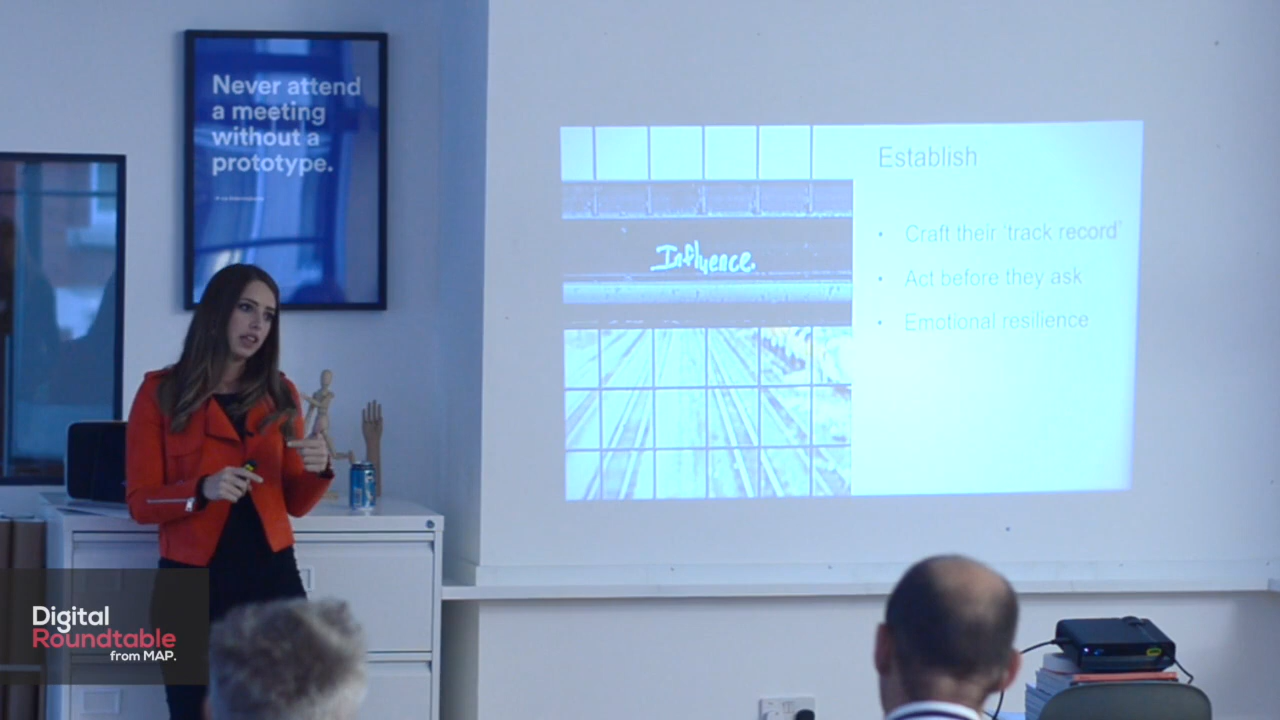 Never attend
a meeting
without a
prototype.
Establish
• Craft their 'track record'
• Act before they ask
• Emotional resilience
Influence.
Digital
Roundtable
from MAP.